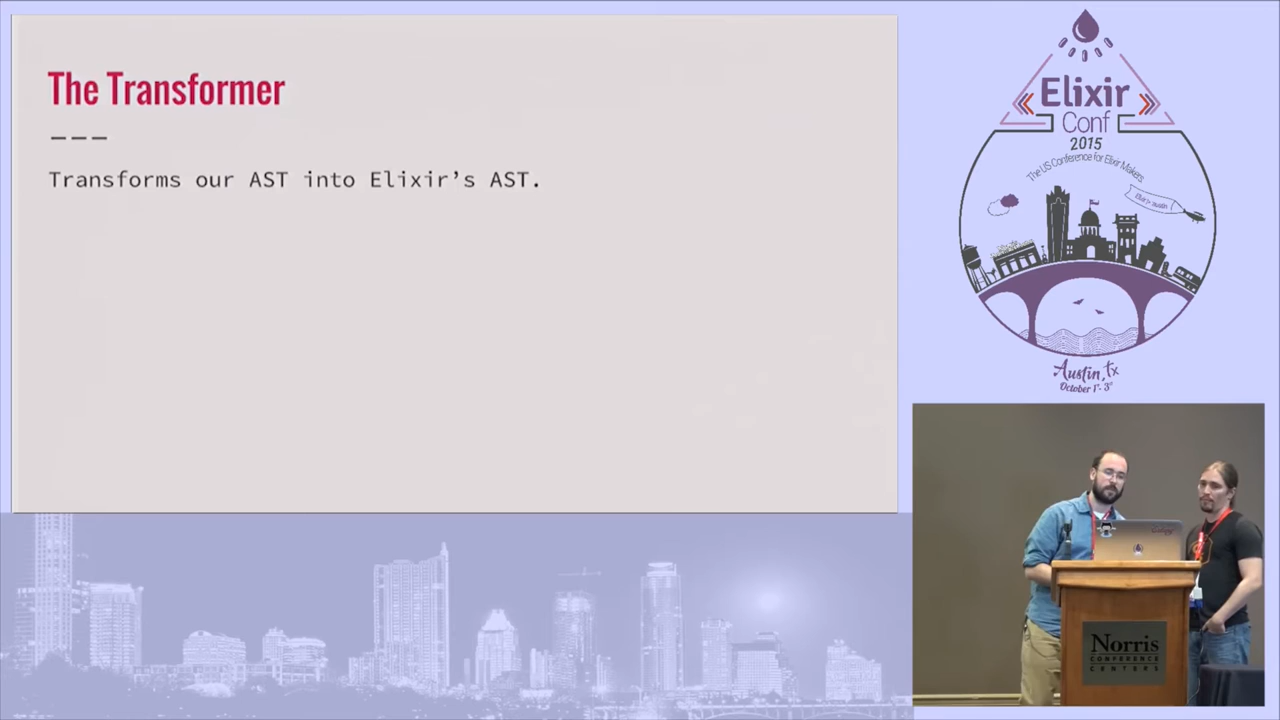 The Transformer
---
Transforms our AST into Elixir's AST.
Elixir
Conf
2015
The US Conference for Elixir Makers
Austin, TX
October 1st - 3rd
Norris
CONFERENCE
CENTERS